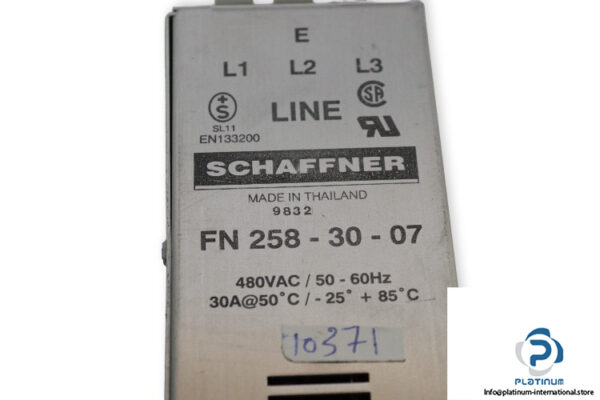 E
L1 L2 L3
+S
SL11
EN133200
LINE
SA
SCHAFFNER
MADE IN THAILAND
9832
FN 258 - 30 - 07
480VAC / 50 - 60Hz
30A@50°C / - 25° + 85°C
10371
PLATINUM
Info@platinum-international.store